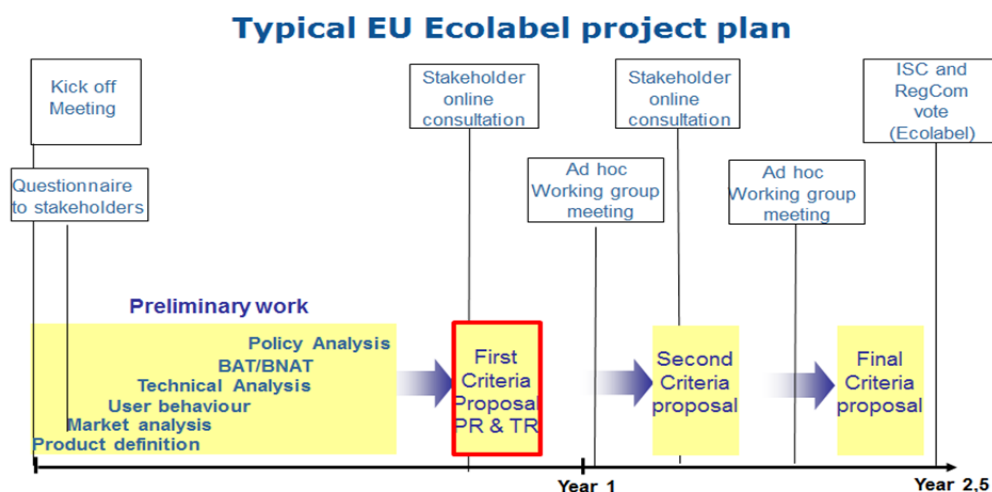 Typical EU Ecolabel project plan
Kick off
Meeting
Stakeholder
online
consultation
Stakeholder
online
consultation
ISC and
RegCom
vote
(Ecolabel)
Questionnaire
to stakeholders
Ad hoc
Working group
meeting
Ad hoc
Working group
meeting
Preliminary work
Policy Analysis
BAT/BNAT
Technical Analysis
User behaviour
Market analysis
Product definition
First
Criteria
Proposal
PR & TR
Second
Criteria
proposal
Final
Criteria
proposal
Year 1
Year 2,5